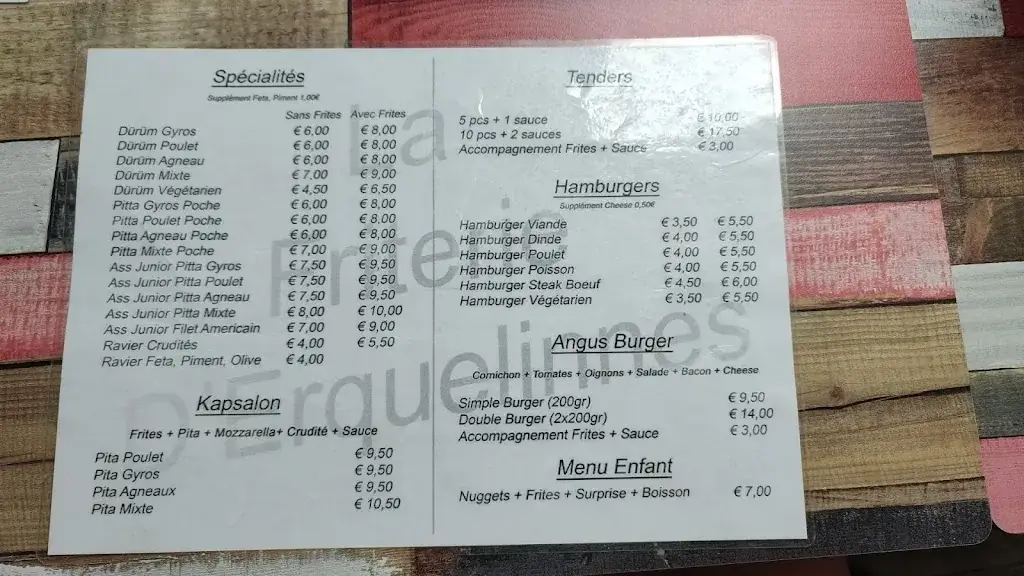 Spécialités
Supplément Feta, Piment 1,00€
Sans Frites Avec Frites
Dürüm Gyros € 6,00 € 8,00
Dürüm Poulet € 6,00 € 8,00
Dürüm Agneau € 6,00 € 8,00
Dürüm Mixte € 7,00 € 9,00
Dürüm Végétarien € 4,50 € 6,50
Pitta Gyros Poche € 6,00 € 8,00
Pitta Poulet Poche € 6,00 € 8,00
Pitta Agneau Poche € 6,00 € 8,00
Pitta Mixte Poche € 7,00 € 9,00
Ass Junior Pitta Gyros € 7,50 € 9,50
Ass Junior Pitta Poulet € 7,50 € 9,50
Ass Junior Pitta Agneau € 7,50 € 9,50
Ass Junior Pitta Mixte € 8,00 € 10,00
Ass Junior Filet Americain € 7,00 € 9,00
Ravier Crudités € 4,00 € 5,50
Ravier Feta, Piment, Olive € 4,00
Kapsalon
Frites + Pita + Mozzarella+ Crudité + Sauce
Pita Poulet € 9,50
Pita Gyros € 9,50
Pita Agneaux € 9,50
Pita Mixte € 10,50
Tenders
5 pcs + 1 sauce € 10,00
10 pcs + 2 sauces € 17,50
Accompagnement Frites + Sauce € 3,00
Hamburgers
Supplément Cheese 0,50€
Hamburger Viande € 3,50 € 5,50
Hamburger Dinde € 4,00 € 5,50
Hamburger Poulet € 4,00 € 5,50
Hamburger Poisson € 4,00 € 5,50
Hamburger Steak Boeuf € 4,50 € 6,00
Hamburger Végétarien € 3,50 € 5,50
Angus Burger
Cornichon + Tomates + Oignons + Salade + Bacon + Cheese
Simple Burger (200gr) € 9,50
Double Burger (2x200gr) € 14,00
Accompagnement Frites + Sauce € 3,00
Menu Enfant
Nuggets + Frites + Surprise + Boisson € 7,00
La
Friterie
D'Erquelinnes